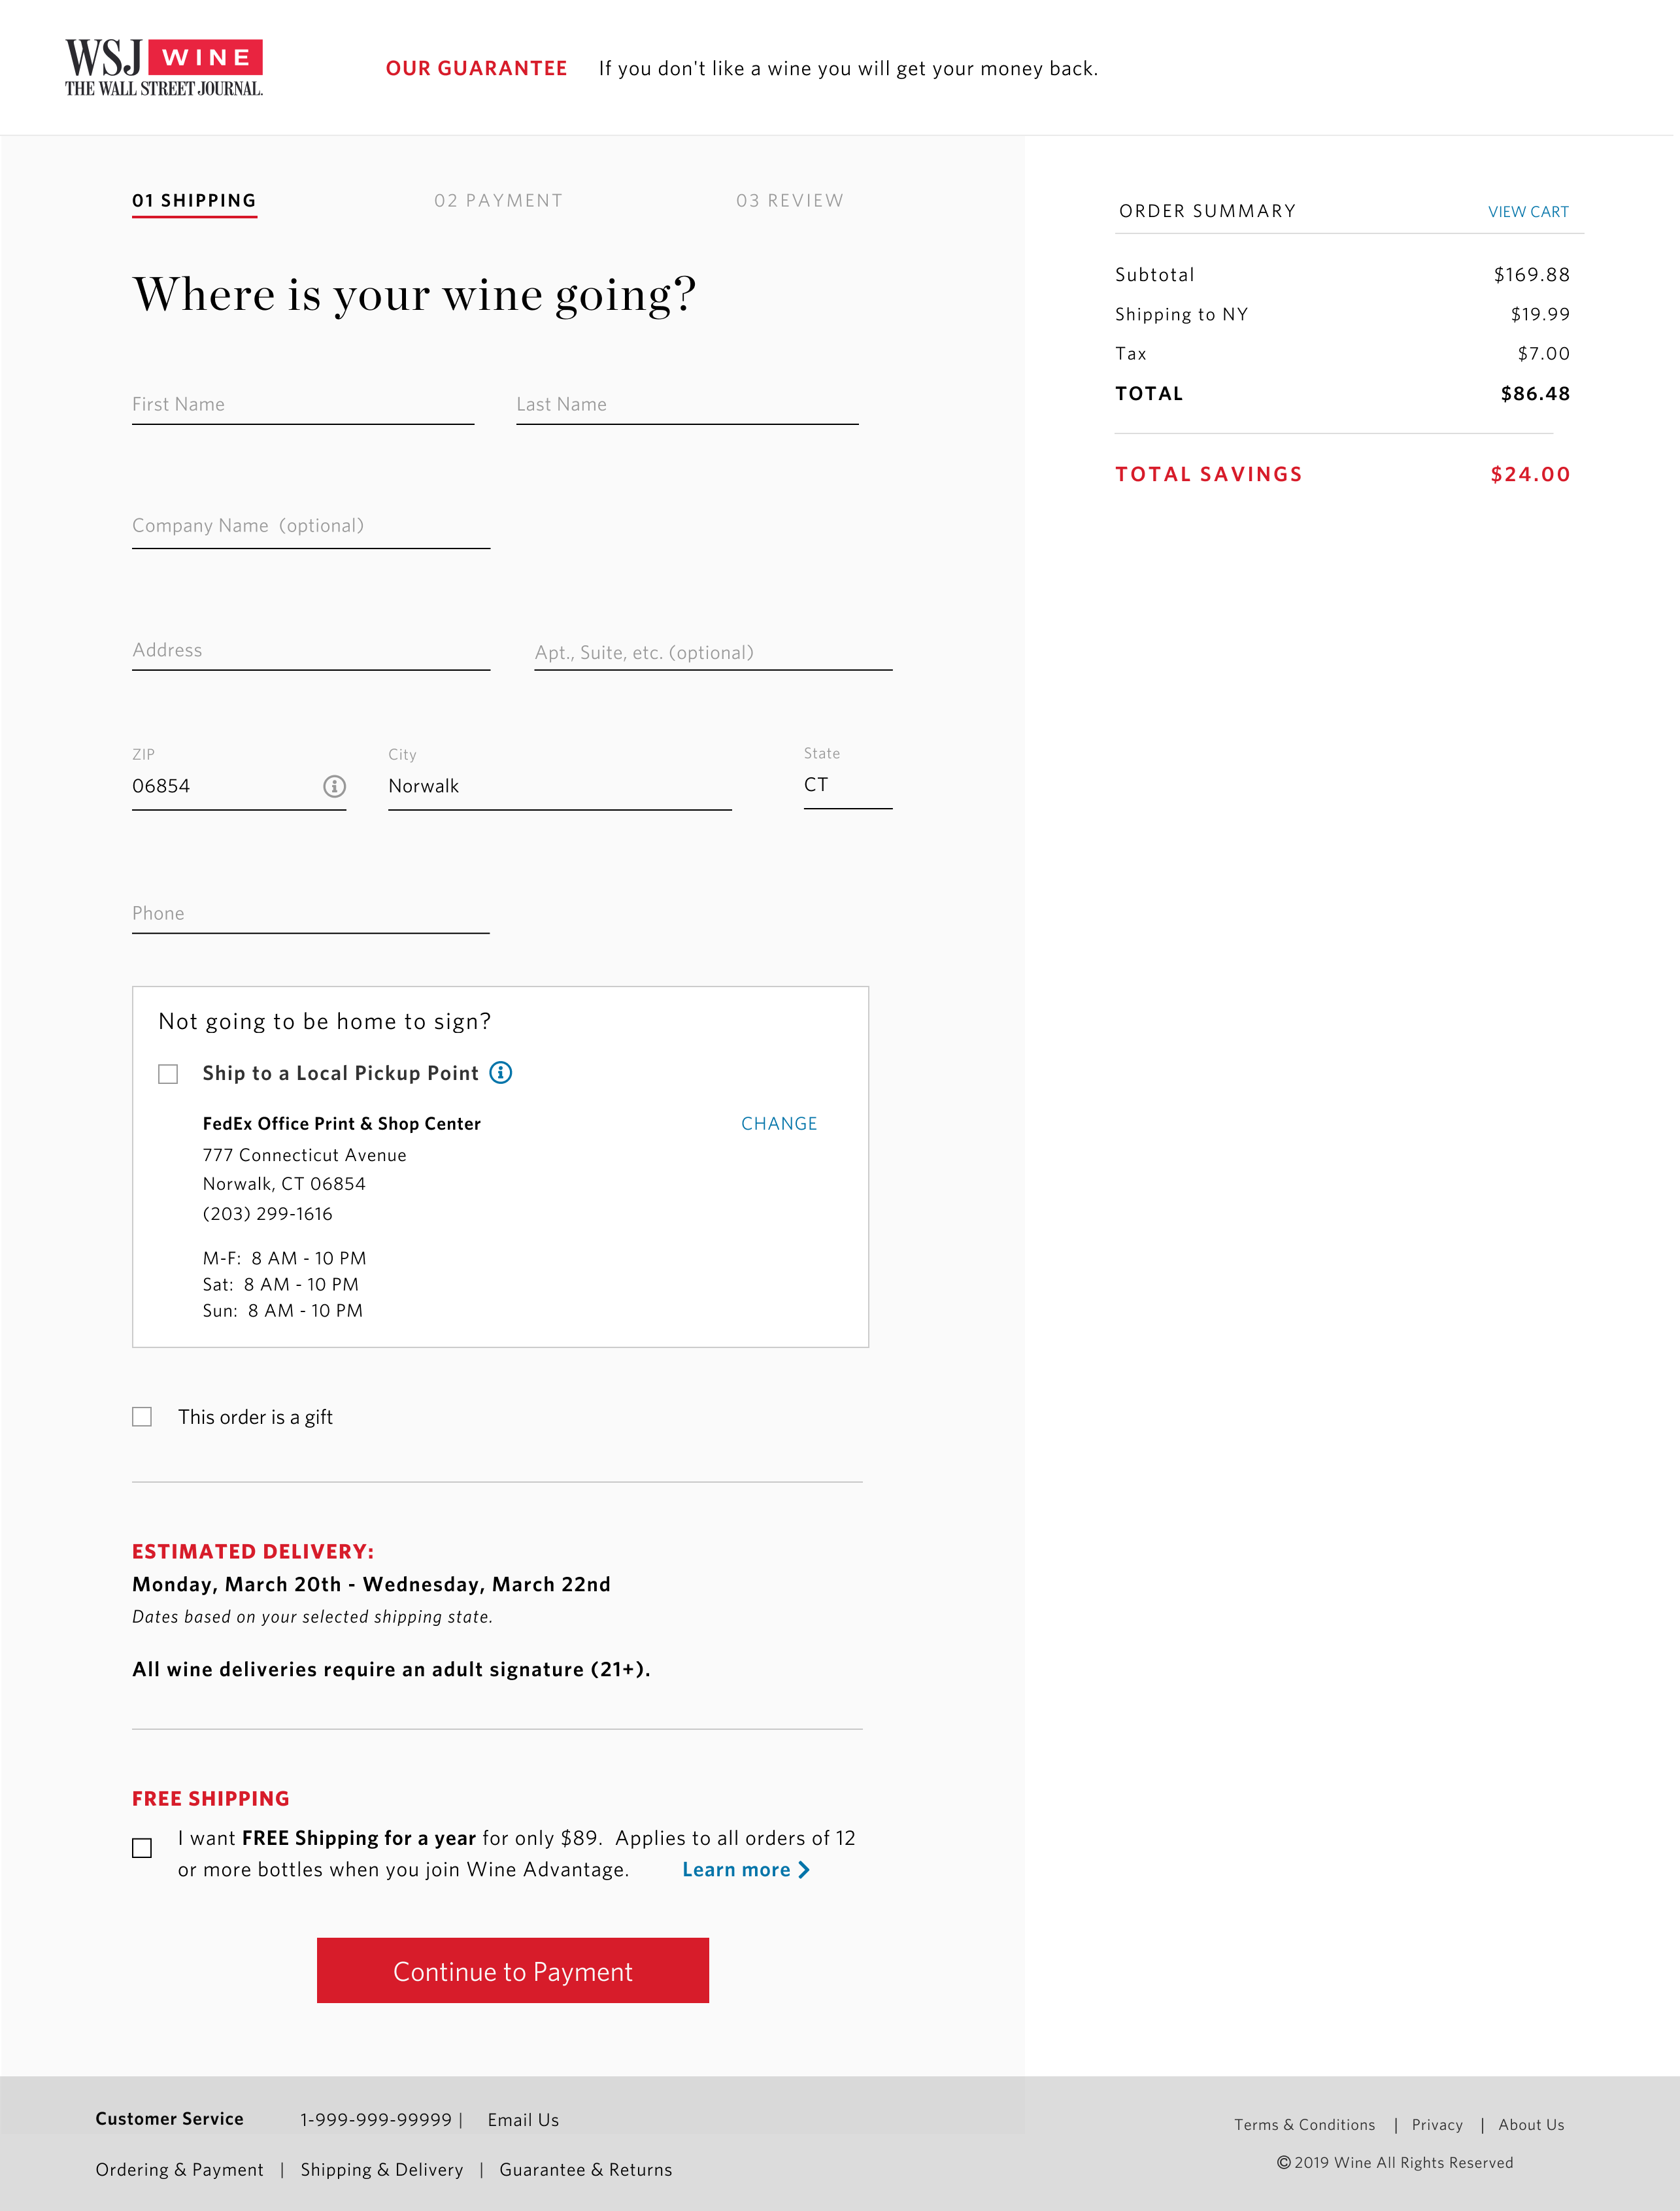 WSJ WINE
THE WALL STREET JOURNAL.
OUR GUARANTEE If you don't like a wine you will get your money back.
01 SHIPPING 02 PAYMENT 03 REVIEW
Where is your wine going?
First Name Last Name
Company Name (optional)
Address Apt., Suite, etc. (optional)
ZIP City State
06854 Norwalk CT
Phone
Not going to be home to sign?
Ship to a Local Pickup Point
FedEx Office Print & Shop Center CHANGE
777 Connecticut Avenue
Norwalk, CT 06854
(203) 299-1616
M-F: 8 AM - 10 PM
Sat: 8 AM - 10 PM
Sun: 8 AM - 10 PM
This order is a gift
ESTIMATED DELIVERY:
Monday, March 20th - Wednesday, March 22nd
Dates based on your selected shipping state.
All wine deliveries require an adult signature (21+).
FREE SHIPPING
I want FREE Shipping for a year for only $89. Applies to all orders of 12
or more bottles when you join Wine Advantage. Learn more
Continue to Payment
ORDER SUMMARY VIEW CART
Subtotal $169.88
Shipping to NY $19.99
Tax $7.00
TOTAL $86.48
TOTAL SAVINGS $24.00
Customer Service 1-999-999-99999 | Email Us
Ordering & Payment | Shipping & Delivery | Guarantee & Returns
Terms & Conditions | Privacy | About Us
© 2019 Wine All Rights Reserved